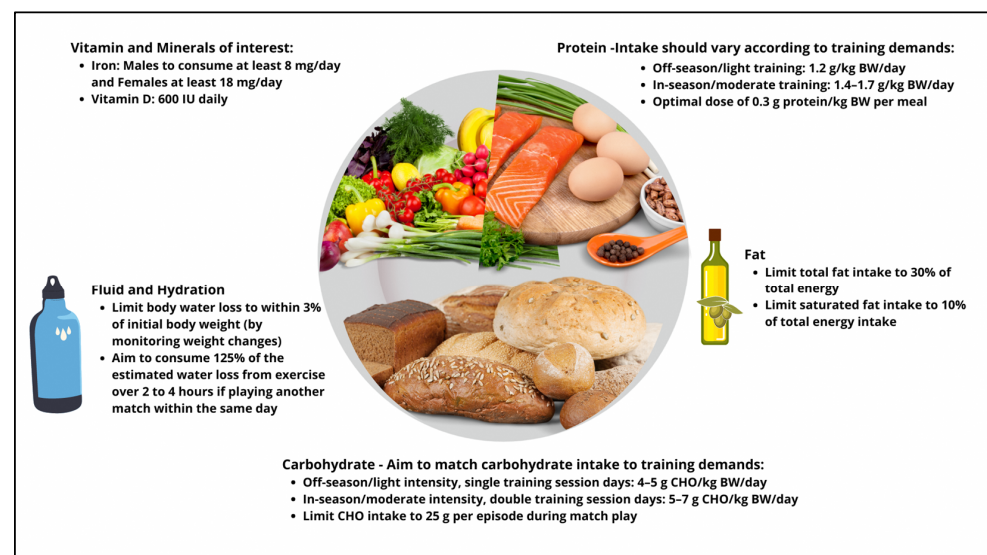 Vitamin and Minerals of interest:
• Iron: Males to consume at least 8 mg/day
and Females at least 18 mg/day
• Vitamin D: 600 IU daily
Protein -Intake should vary according to training demands:
• Off-season/light training: 1.2 g/kg BW/day
• In-season/moderate training: 1.4–1.7 g/kg BW/day
• Optimal dose of 0.3 g protein/kg BW per meal
Fluid and Hydration
• Limit body water loss to within 3%
of initial body weight (by
monitoring weight changes)
• Aim to consume 125% of the
estimated water loss from exercise
over 2 to 4 hours if playing another
match within the same day
Fat
• Limit total fat intake to 30% of
total energy
• Limit saturated fat intake to 10%
of total energy intake
Carbohydrate - Aim to match carbohydrate intake to training demands:
• Off-season/light intensity, single training session days: 4–5 g CHO/kg BW/day
• In-season/moderate intensity, double training session days: 5–7 g CHO/kg BW/day
• Limit CHO intake to 25 g per episode during match play